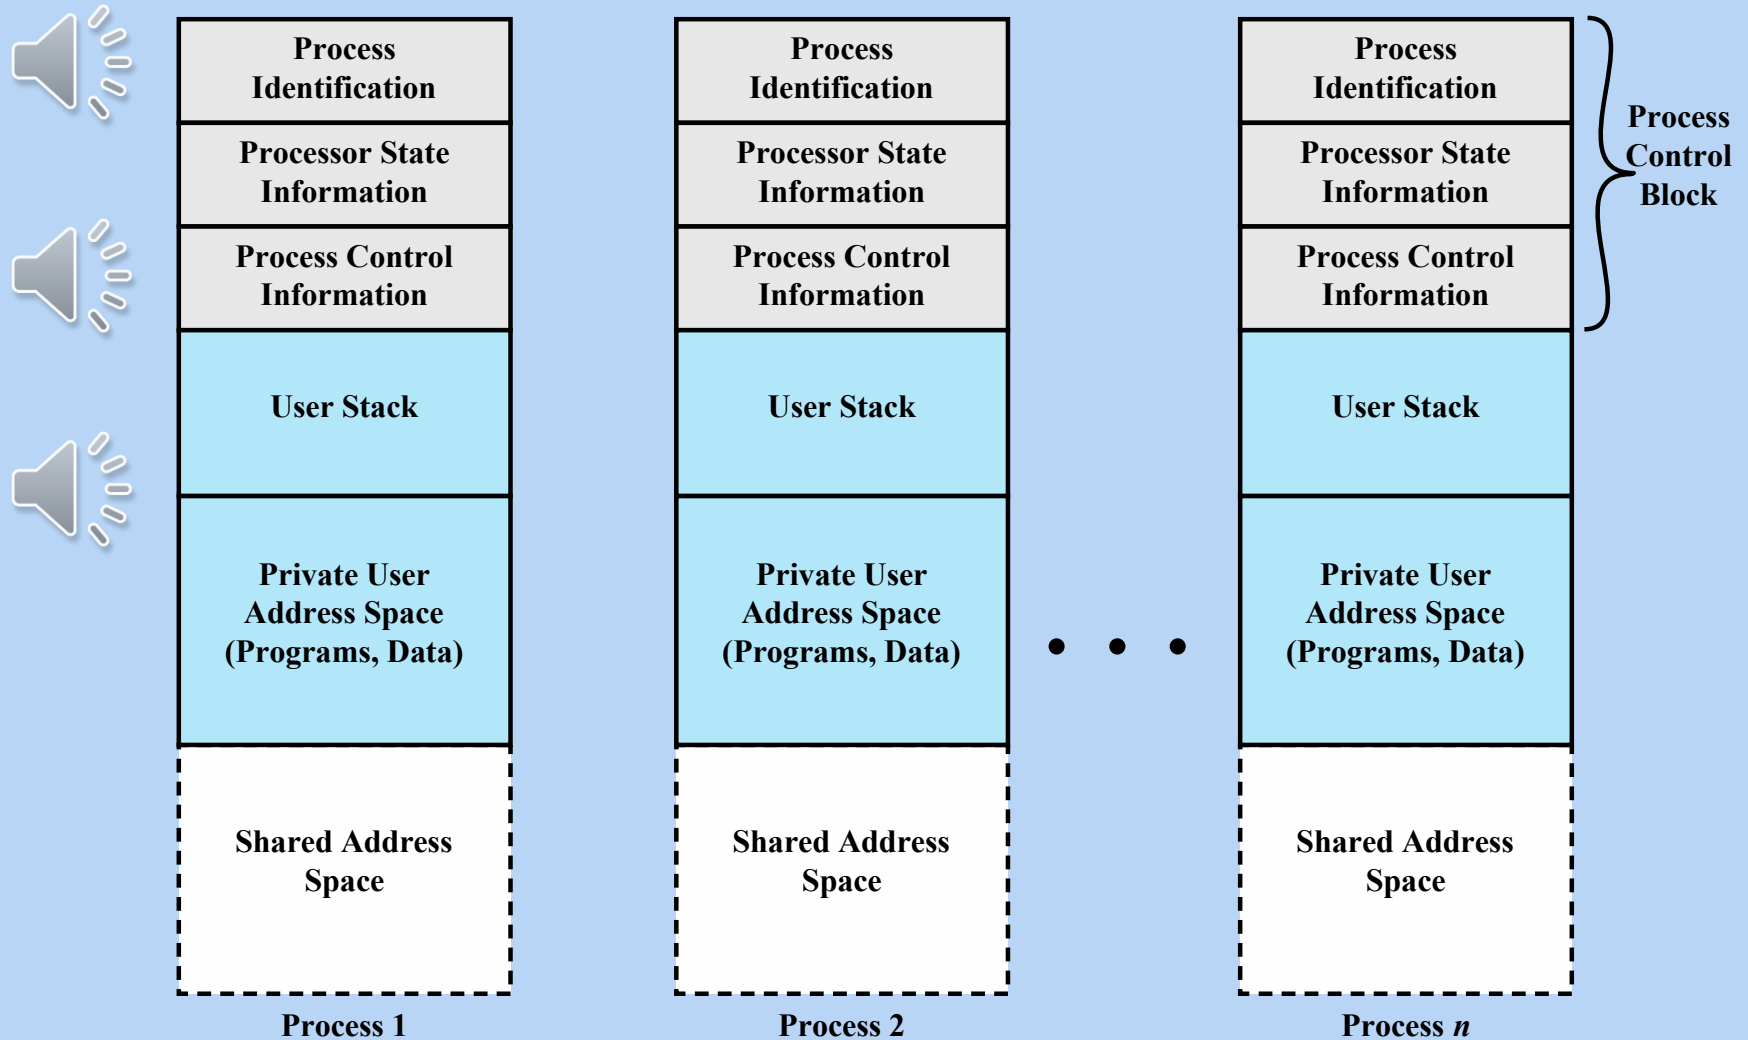 Process
Identification
Processor State
Information
Process Control
Information
User Stack
Private User
Address Space
(Programs, Data)
Shared Address
Space
Process 1
Process
Identification
Processor State
Information
Process Control
Information
User Stack
Private User
Address Space
(Programs, Data)
Shared Address
Space
Process 2
• • •
Process
Identification
Processor State
Information
Process Control
Information
User Stack
Private User
Address Space
(Programs, Data)
Shared Address
Space
Process n
Process
Control
Block